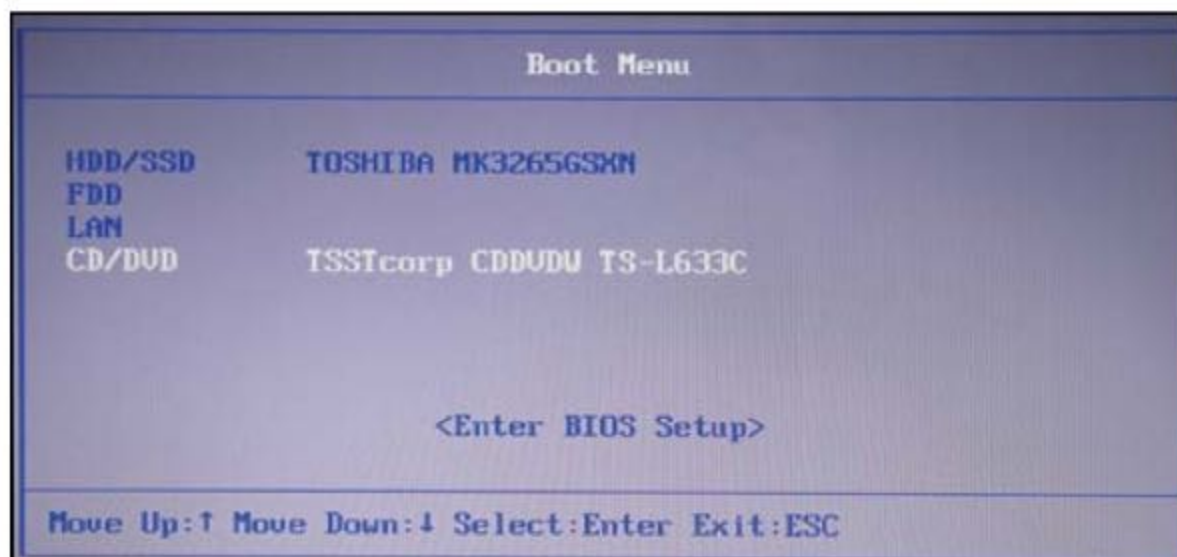 Boot Menu
HDD/SSD TOSHIBA MK3265GSXN
FDD
LAN
CD/DVD TSSTcorp CDDVDW TS-L633C
<Enter BIOS Setup>
Move Up:↑ Move Down:↓ Select:Enter Exit:ESC